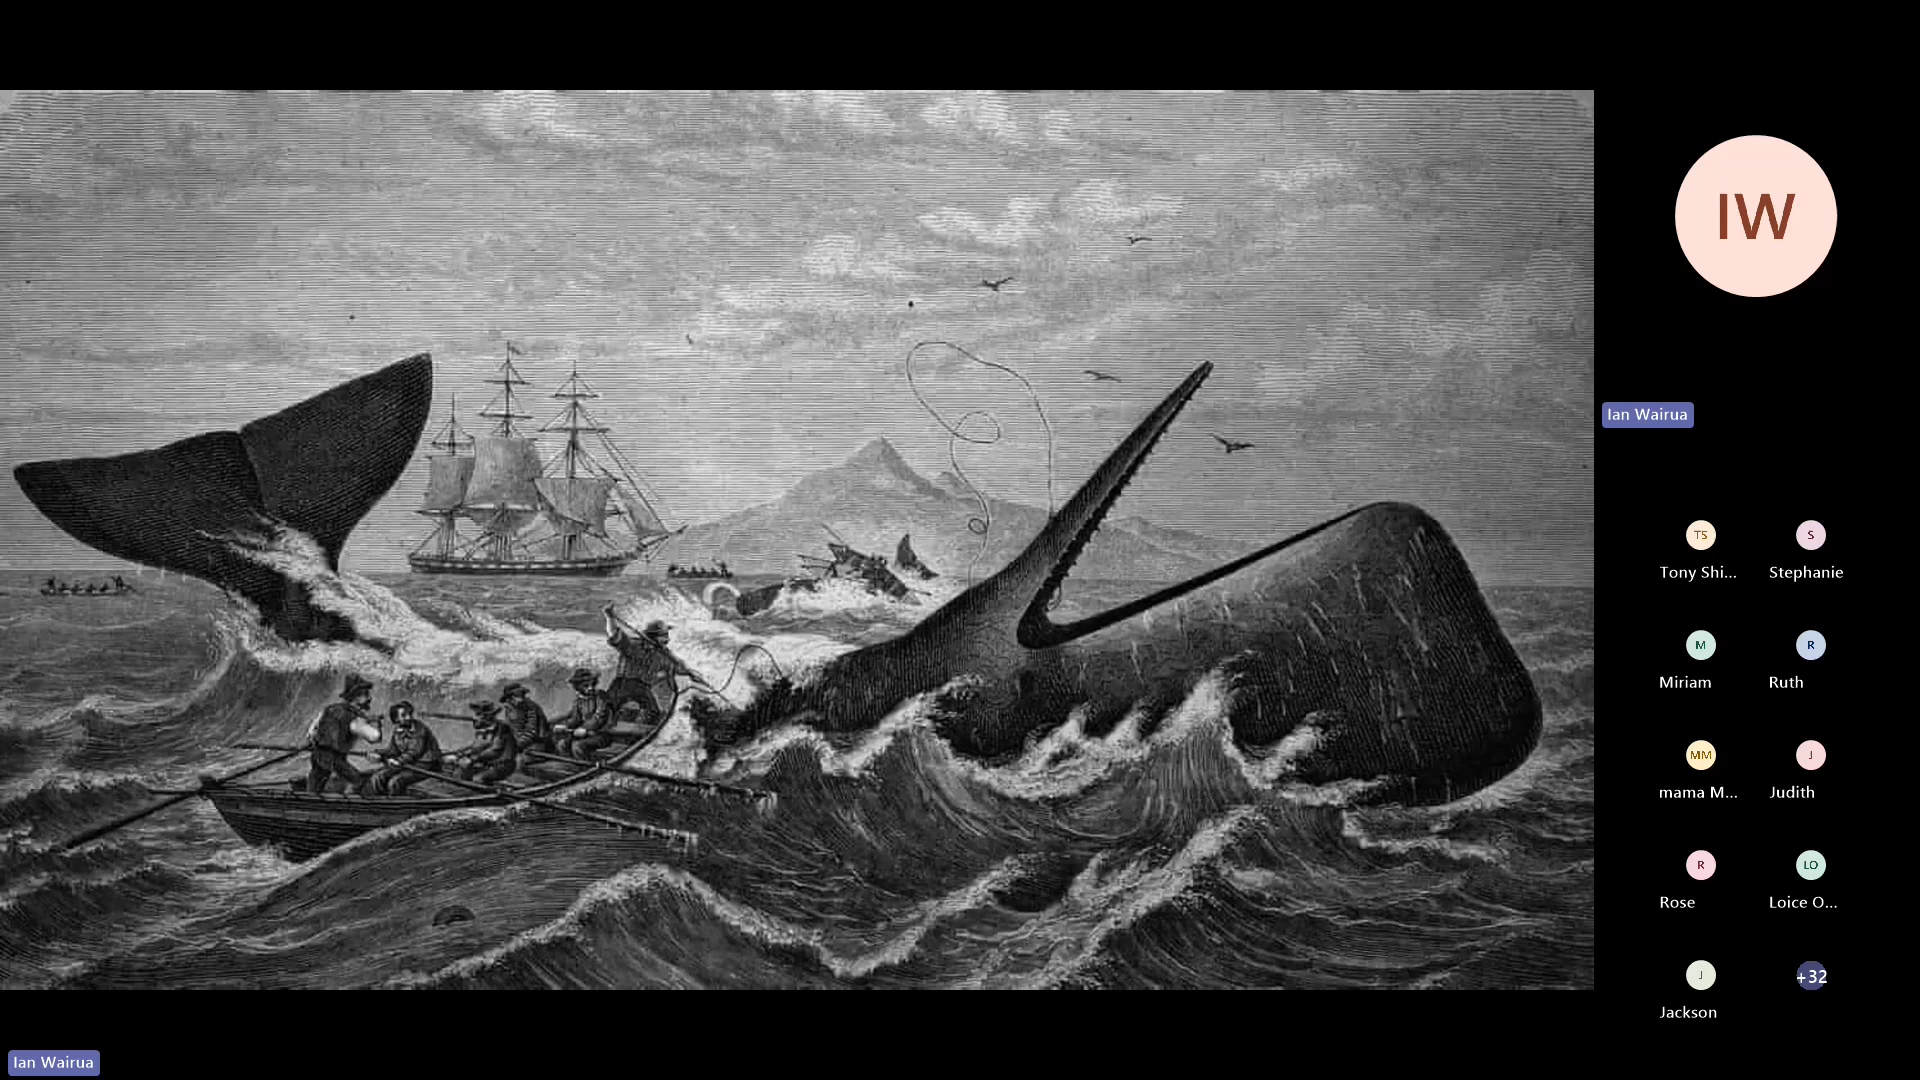 IW
Ian Wairua
TS
S
Tony Shi...
Stephanie
M
R
Miriam
Ruth
MM
J
mama M...
Judith
R
LO
Rose
Loice O...
J
+32
Jackson
Ian Wairua